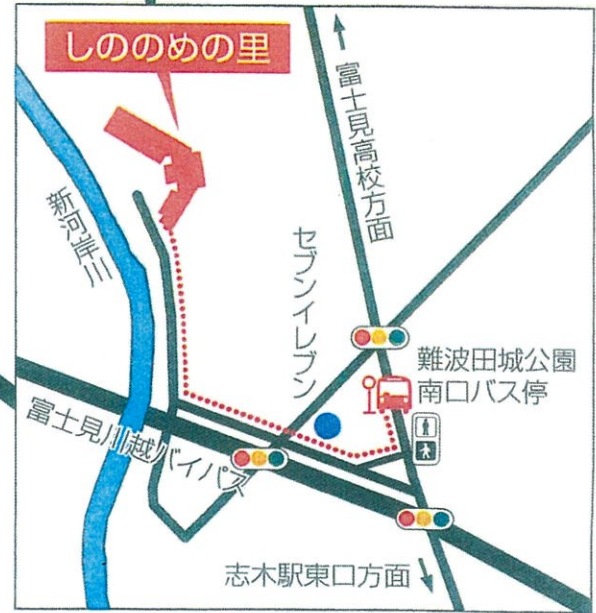 しののめの里
富士見高校方面
新河岸川
セブンイレブン
難波田城公園
南口バス停
富士見川越バイパス
志木駅東口方面